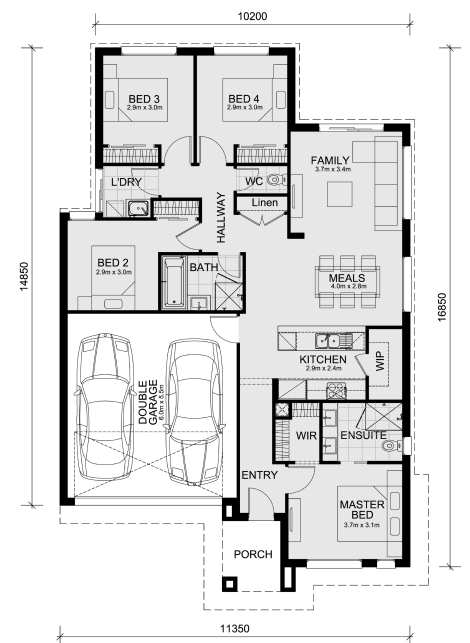 10200
BED 3
2.9m x 3.0m
BED 4
2.9m x 3.0m
FAMILY
3.7m x 3.4m
L'DRY
WC
Linen
HALLWAY
BED 2
2.9m x 3.0m
BATH
MEALS
4.0m x 2.8m
14850
16850
KITCHEN
2.9m x 2.4m
WIP
DOUBLE
GARAGE
6.0m x 5.5m
WIR
ENSUITE
ENTRY
MASTER
BED
3.7m x 3.1m
PORCH
11350